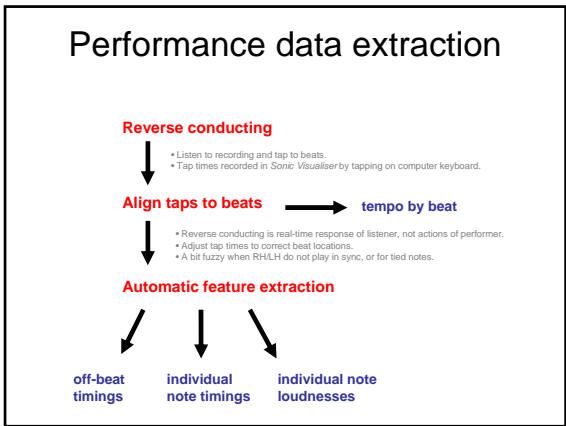 Performance data extraction
Reverse conducting
• Listen to recording and tap to beats.
• Tap times recorded in Sonic Visualiser by tapping on computer keyboard.
Align taps to beats
tempo by beat
• Reverse conducting is real-time response of listener, not actions of performer.
• Adjust tap times to correct beat locations.
• A bit fuzzy when RH/LH do not play in sync, or for tied notes.
Automatic feature extraction
off-beat
timings
individual
note timings
individual note
loudnesses